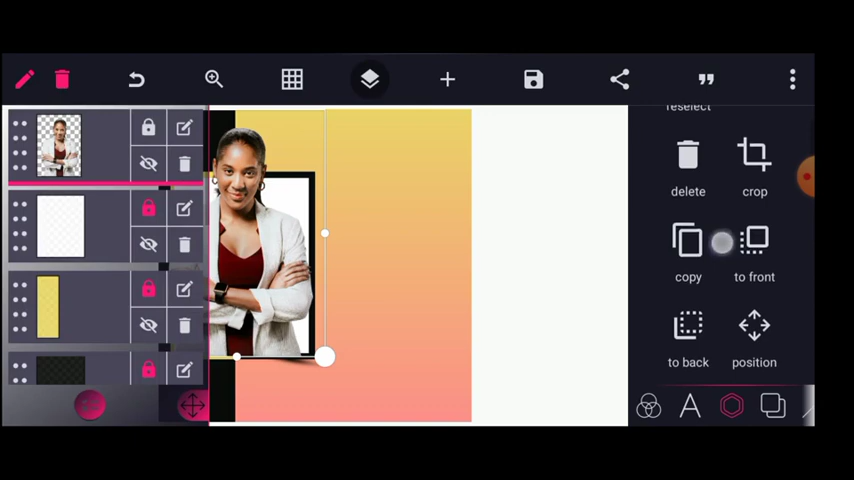 reselect
delete
crop
copy
to front
to back
position